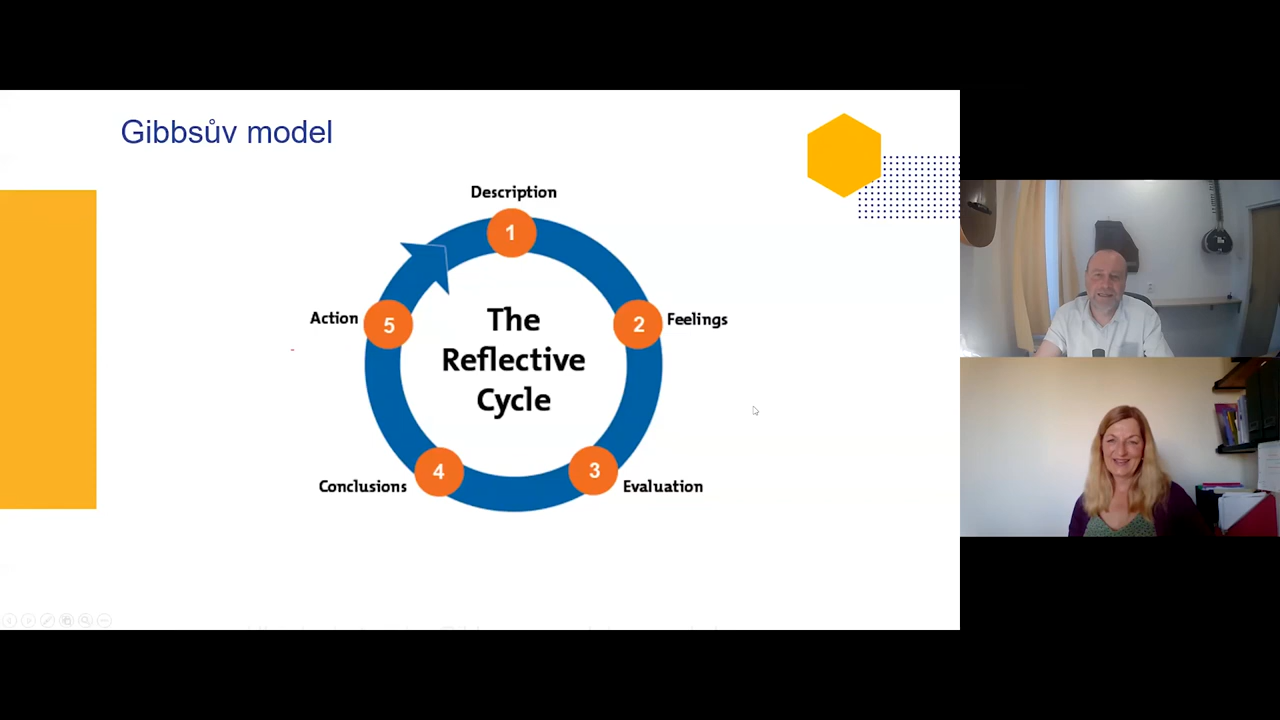 Gibbsův model
Description
1
Action
5
The
Reflective
Cycle
2
Feelings
4
3
Conclusions
Evaluation